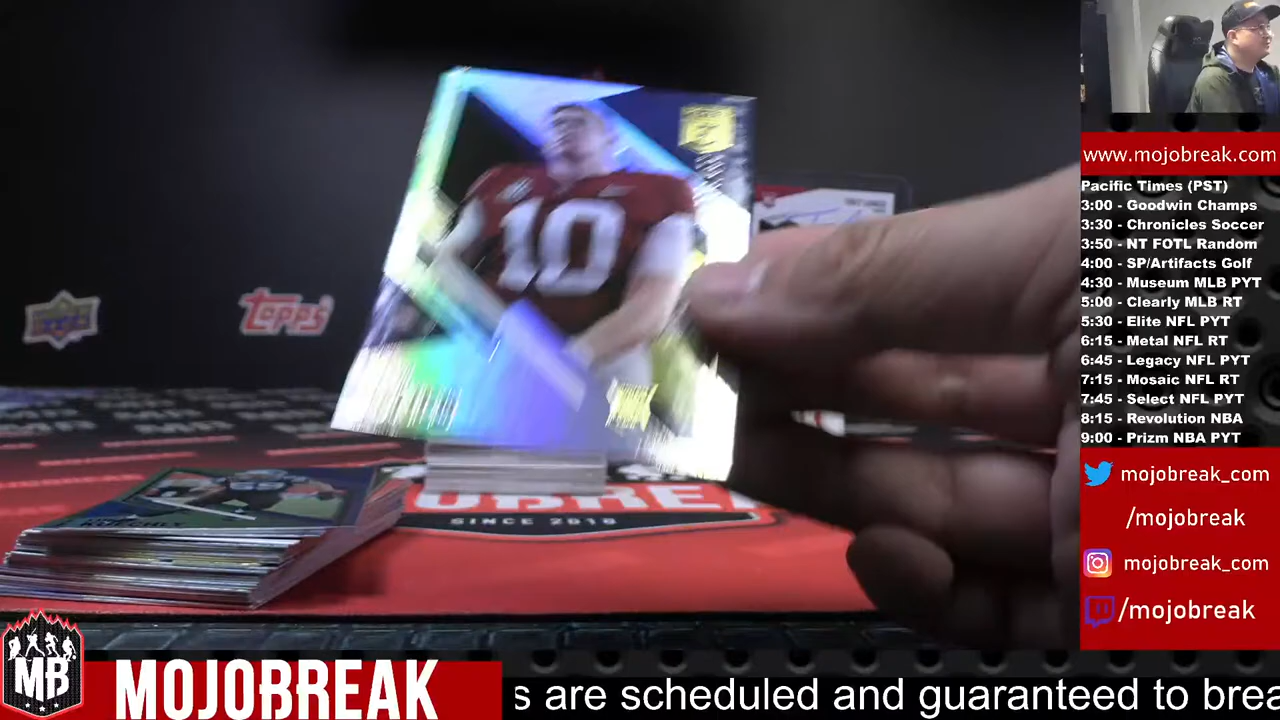 10
TOPPS
SINCE 2010
MB
MOJOBREAK
s are scheduled and guaranteed to brea
www.mojobreak.com
Pacific Times (PST)
3:00 - Goodwin Champs
3:30 - Chronicles Soccer
3:50 - NT FOTL Random
4:00 - SP/Artifacts Golf
4:30 - Museum MLB PYT
5:00 - Clearly MLB RT
5:30 - Elite NFL PYT
6:15 - Metal NFL RT
6:45 - Legacy NFL PYT
7:15 - Mosaic NFL RT
7:45 - Select NFL PYT
8:15 - Revolution NBA
9:00 - Prizm NBA PYT
mojobreak_com
/mojobreak
mojobreak_com
/mojobreak